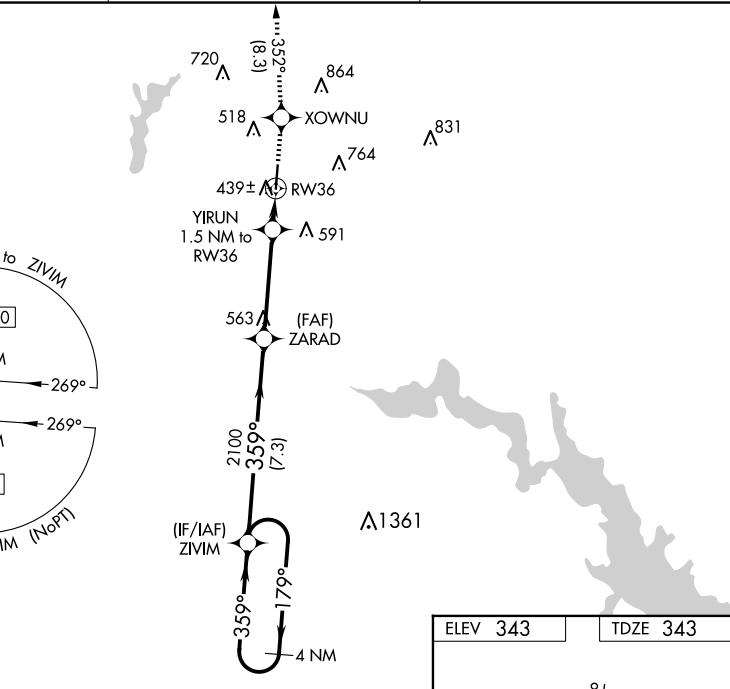 352°
(8.3)
720
864
518
XOWNU
831
764
439±
RW36
YIRUN
1.5 NM to
RW36
591
to ZIVIM
0
M
269°
563
(FAF)
ZARAD
269°
M
IM (NoPT)
2100
359°
(7.3)
(IF/IAF)
ZIVIM
1361
359°
179°
4 NM
ELEV 343
TDZE 343